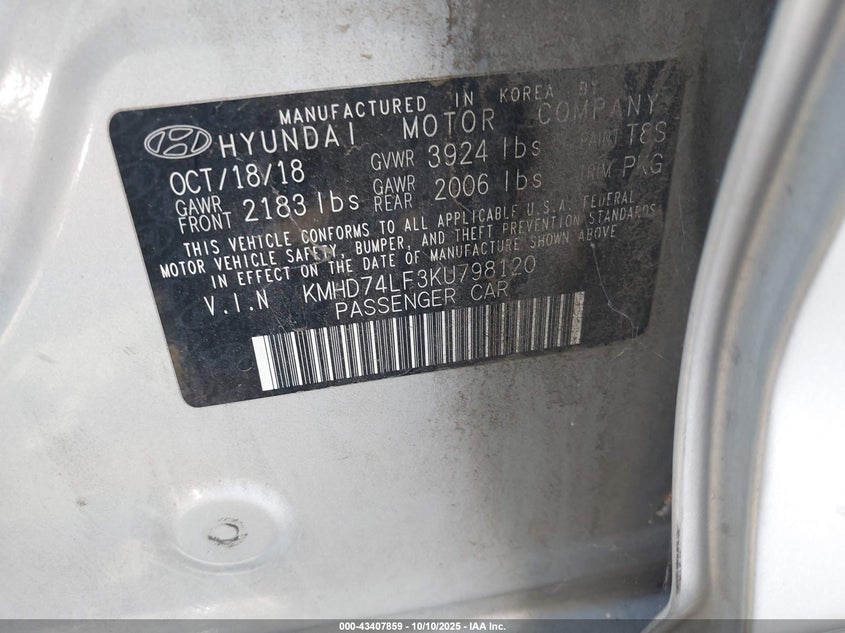 MANUFACTURED IN KOREA BY
HYUNDAI MOTOR COMPANY
OCT/18/18 GVWR 3924 lbs PAINT T8S
GAWR FRONT 2183 lbs GAWR REAR 2006 lbs TRIM PKG
THIS VEHICLE CONFORMS TO ALL APPLICABLE U.S.A. FEDERAL
MOTOR VEHICLE SAFETY, BUMPER, AND THEFT PREVENTION STANDARDS
IN EFFECT ON THE DATE OF MANUFACTURE SHOWN ABOVE
V.I.N KMHD74LF3KU798120
PASSENGER CAR
000-43407859 - 10/10/2025 - IAA Inc.